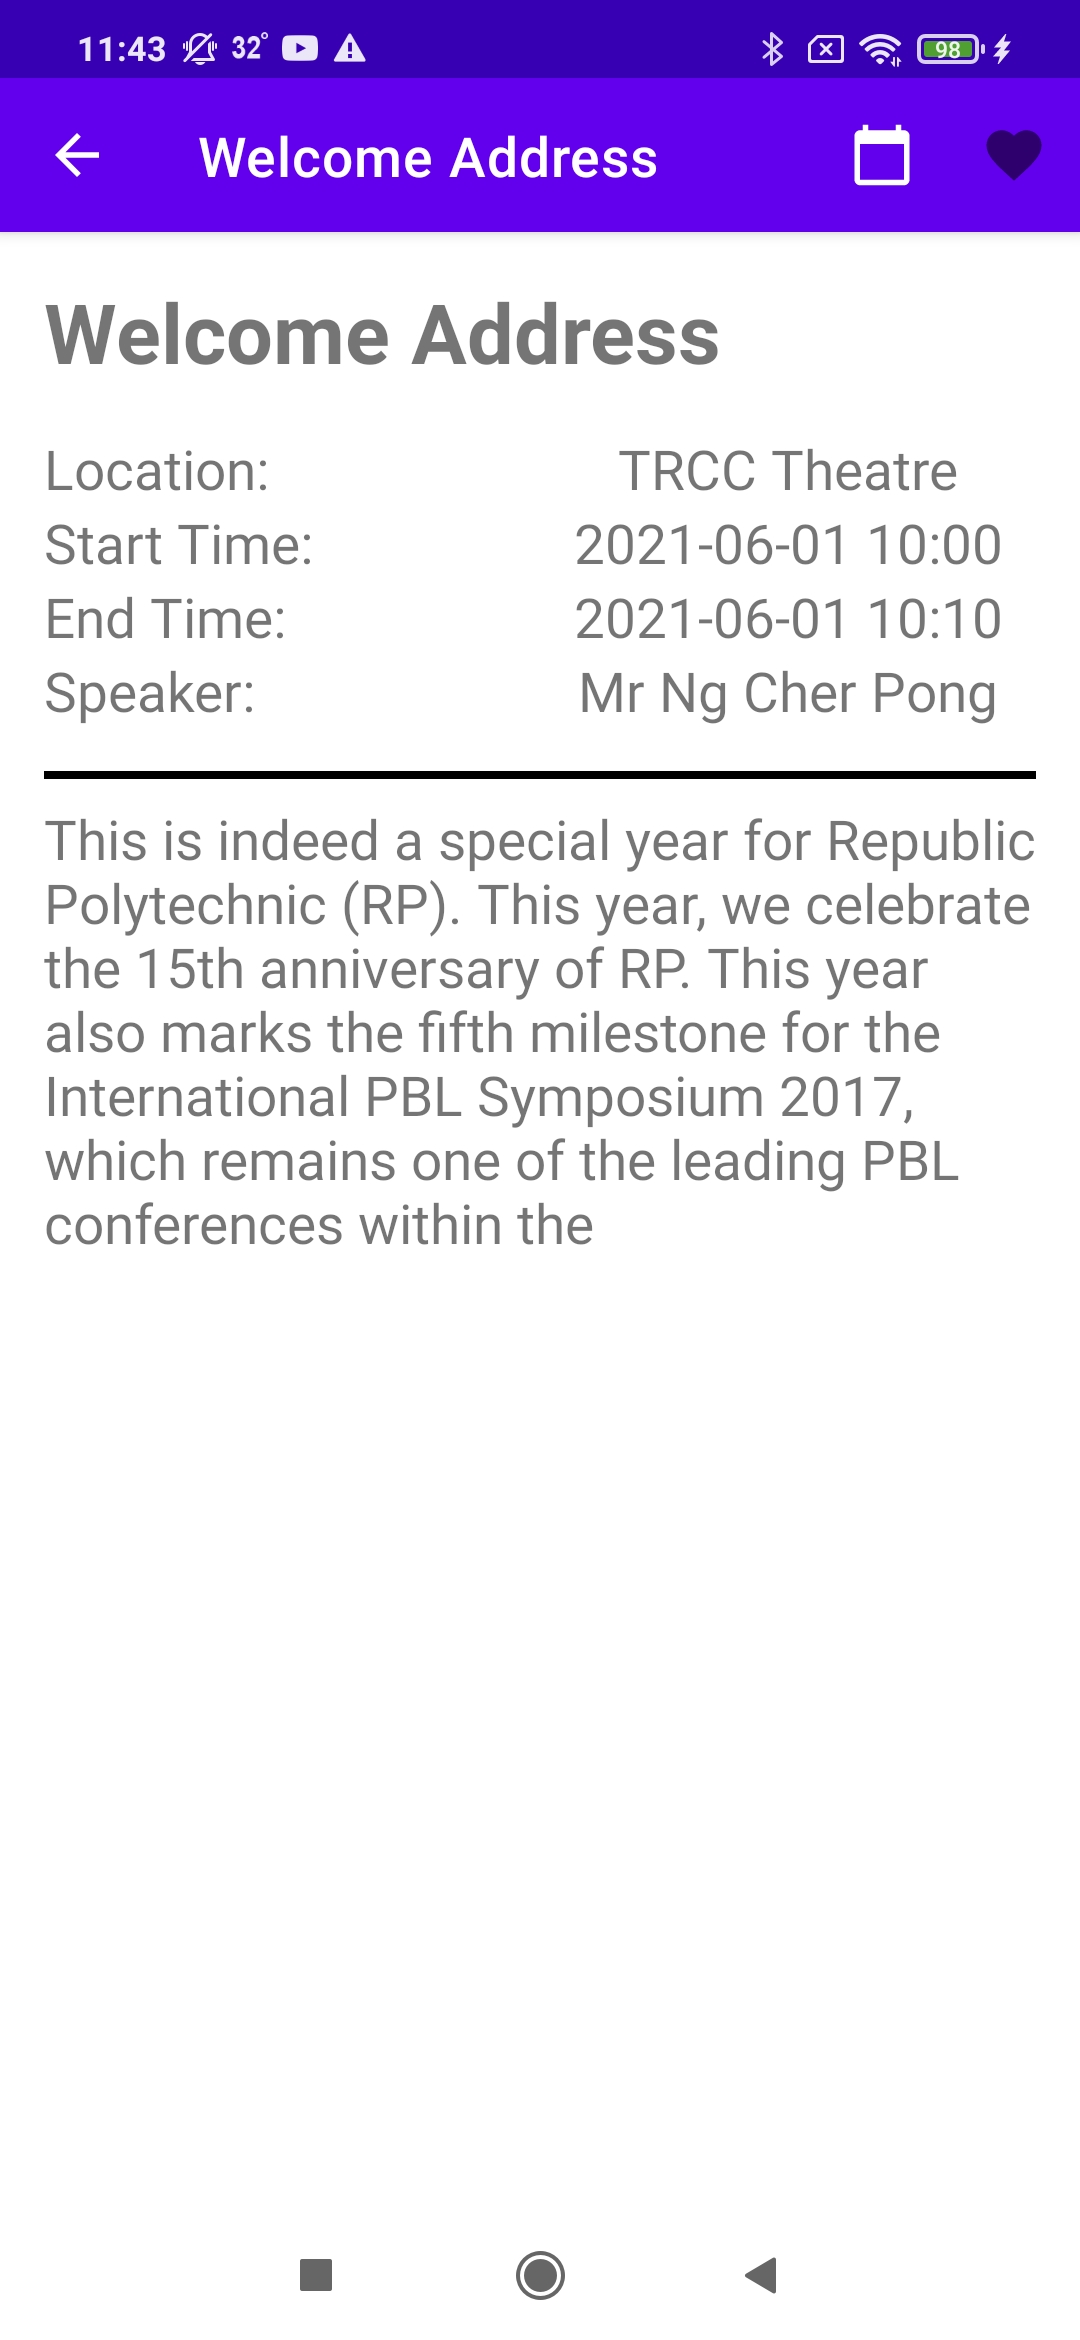 11:43 32° 98
Welcome Address
Welcome Address
Location: TRCC Theatre
Start Time: 2021-06-01 10:00
End Time: 2021-06-01 10:10
Speaker: Mr Ng Cher Pong
This is indeed a special year for Republic
Polytechnic (RP). This year, we celebrate
the 15th anniversary of RP. This year
also marks the fifth milestone for the
International PBL Symposium 2017,
which remains one of the leading PBL
conferences within the